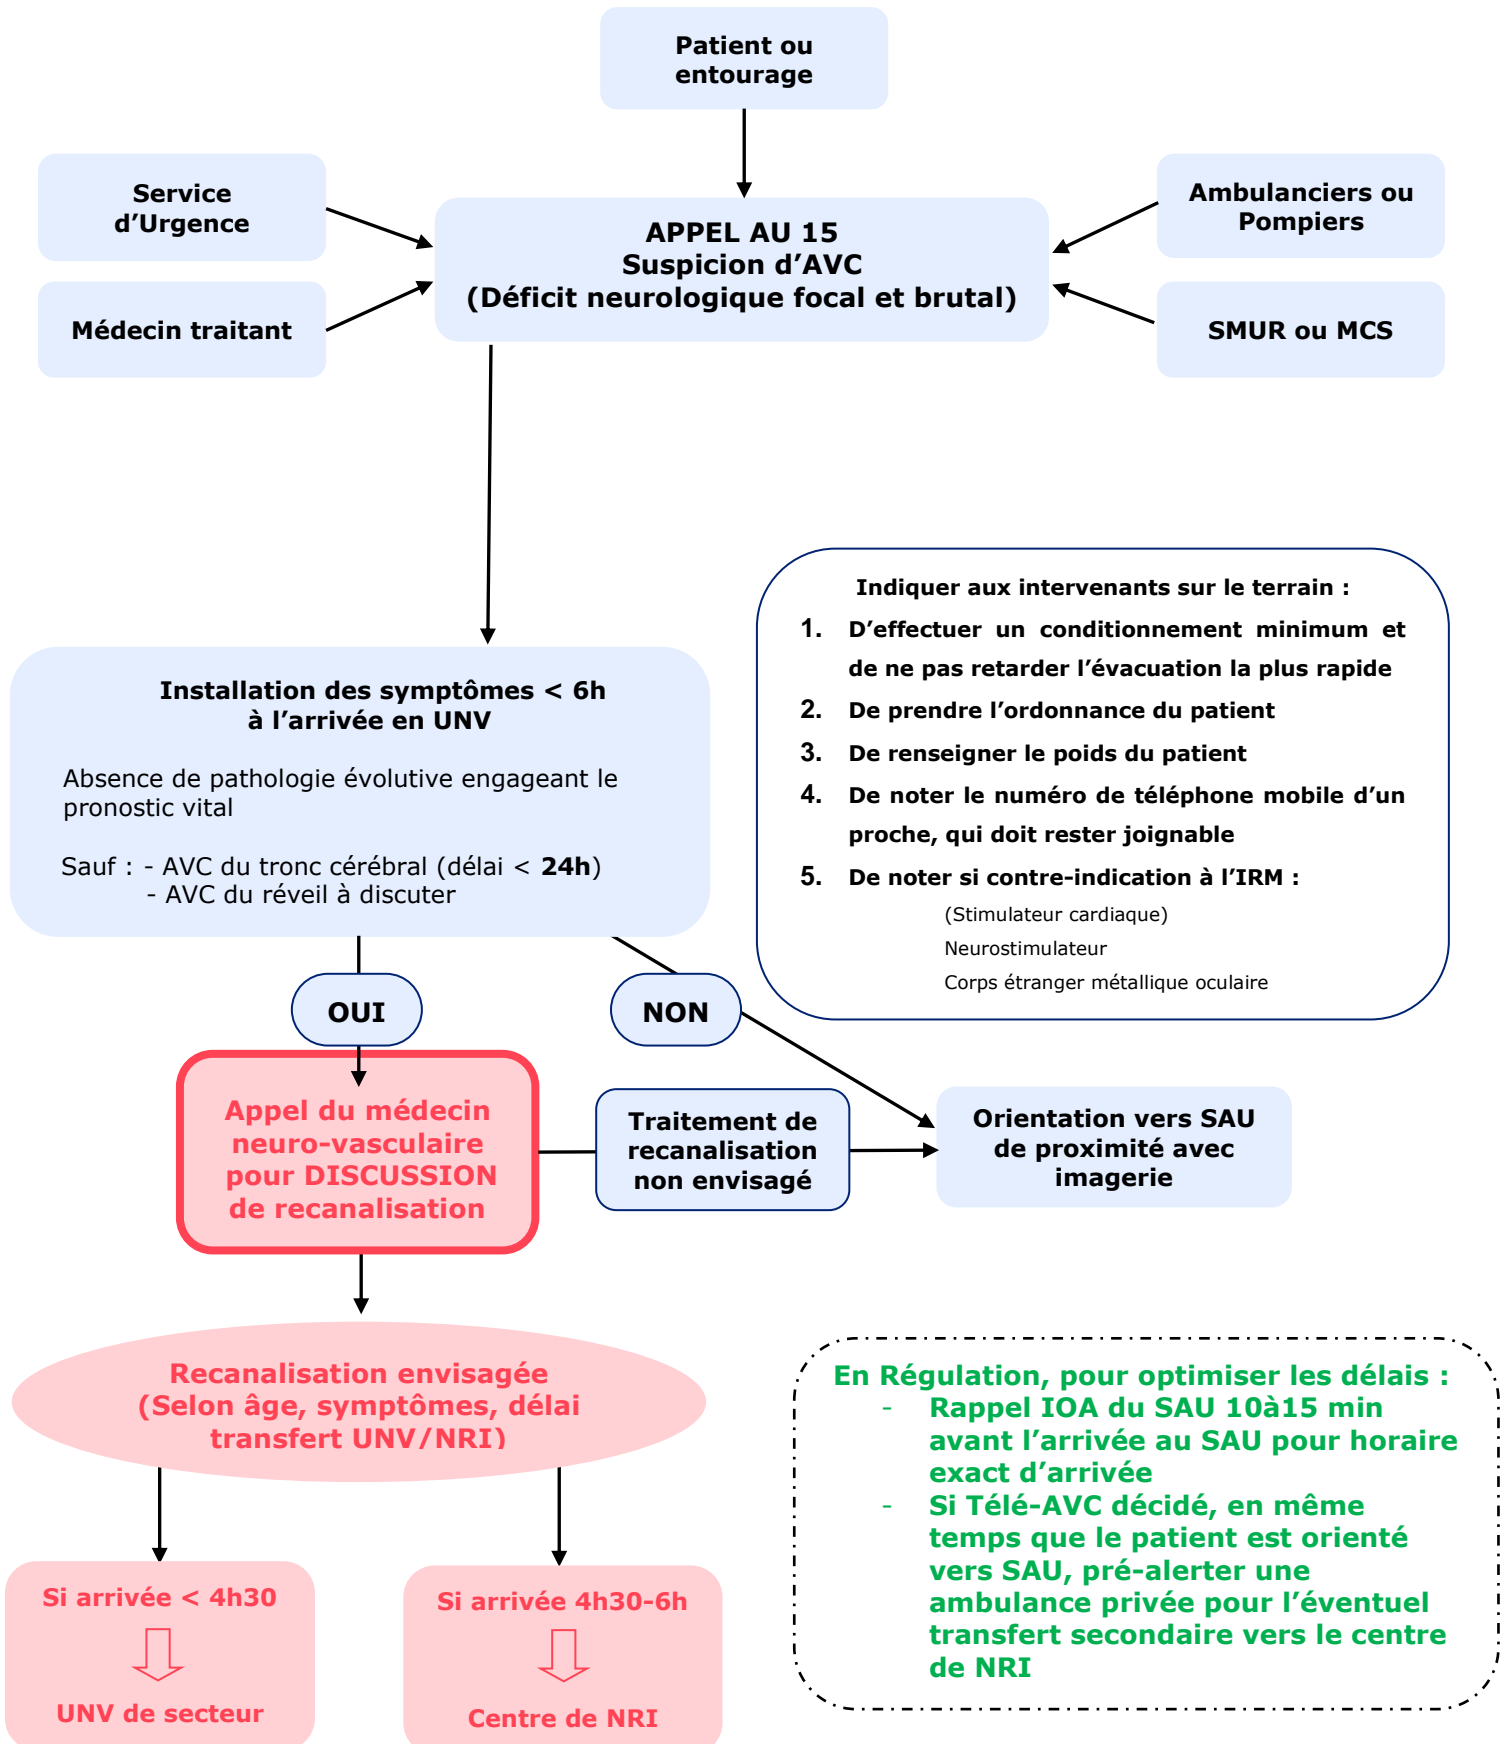 Patient ou
entourage
Service
d’Urgence
Médecin traitant
APPEL AU 15
Suspicion d’AVC
(Déficit neurologique focal et brutal)
Ambulanciers ou
Pompiers
SMUR ou MCS
Installation des symptômes < 6h
à l’arrivée en UNV
Absence de pathologie évolutive engageant le
pronostic vital
Sauf : - AVC du tronc cérébral (délai < 24h)
- AVC du réveil à discuter
Indiquer aux intervenants sur le terrain :
1. D’effectuer un conditionnement minimum et
de ne pas retarder l’évacuation la plus rapide
2. De prendre l’ordonnance du patient
3. De renseigner le poids du patient
4. De noter le numéro de téléphone mobile d’un
proche, qui doit rester joignable
5. De noter si contre-indication à l’IRM :
(Stimulateur cardiaque)
Neurostimulateur
Corps étranger métallique oculaire
OUI
NON
Appel du médecin
neuro-vasculaire
pour DISCUSSION
de recanalisation
Traitement de
recanalisation
non envisagé
Orientation vers SAU
de proximité avec
imagerie
Recanalisation envisagée
(Selon âge, symptômes, délai
transfert UNV/NRI)
Si arrivée < 4h30
UNV de secteur
Si arrivée 4h30-6h
Centre de NRI
En Régulation, pour optimiser les délais :
- Rappel IOA du SAU 10à15 min
avant l’arrivée au SAU pour horaire
exact d’arrivée
- Si Télé-AVC décidé, en même
temps que le patient est orienté
vers SAU, pré-alerter une
ambulance privée pour l’éventuel
transfert secondaire vers le centre
de NRI